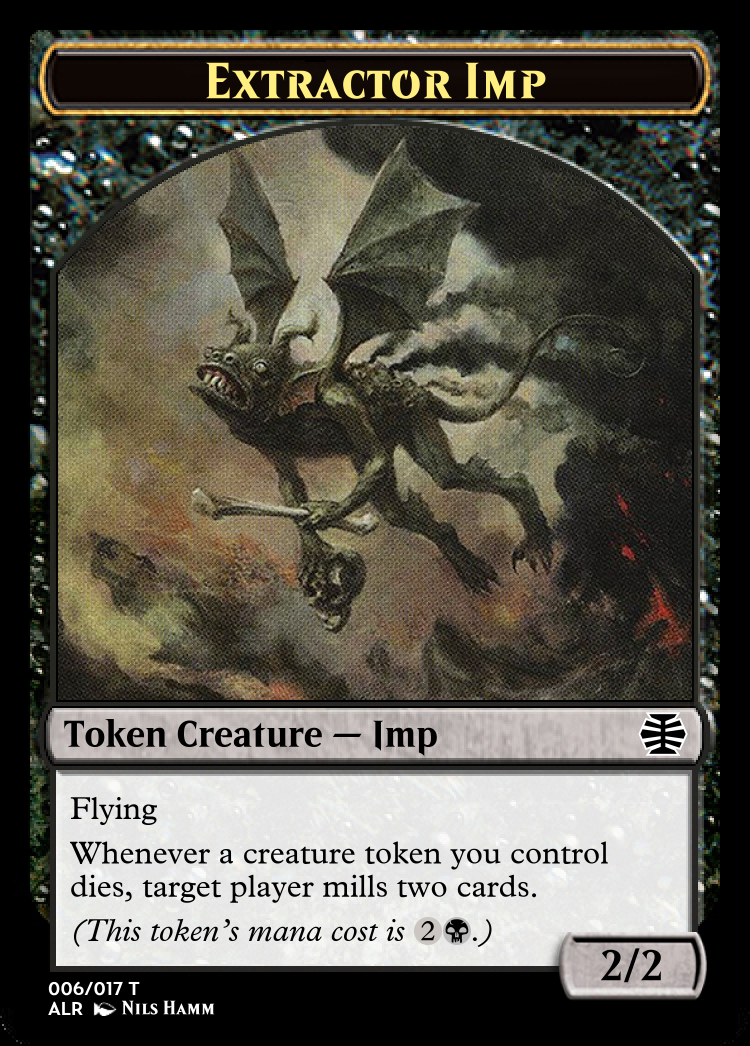 Extractor Imp
Token Creature — Imp
Flying
Whenever a creature token you control
dies, target player mills two cards.
(This token's mana cost is 2.)
2/2
006/017 T
ALR Nils Hamm